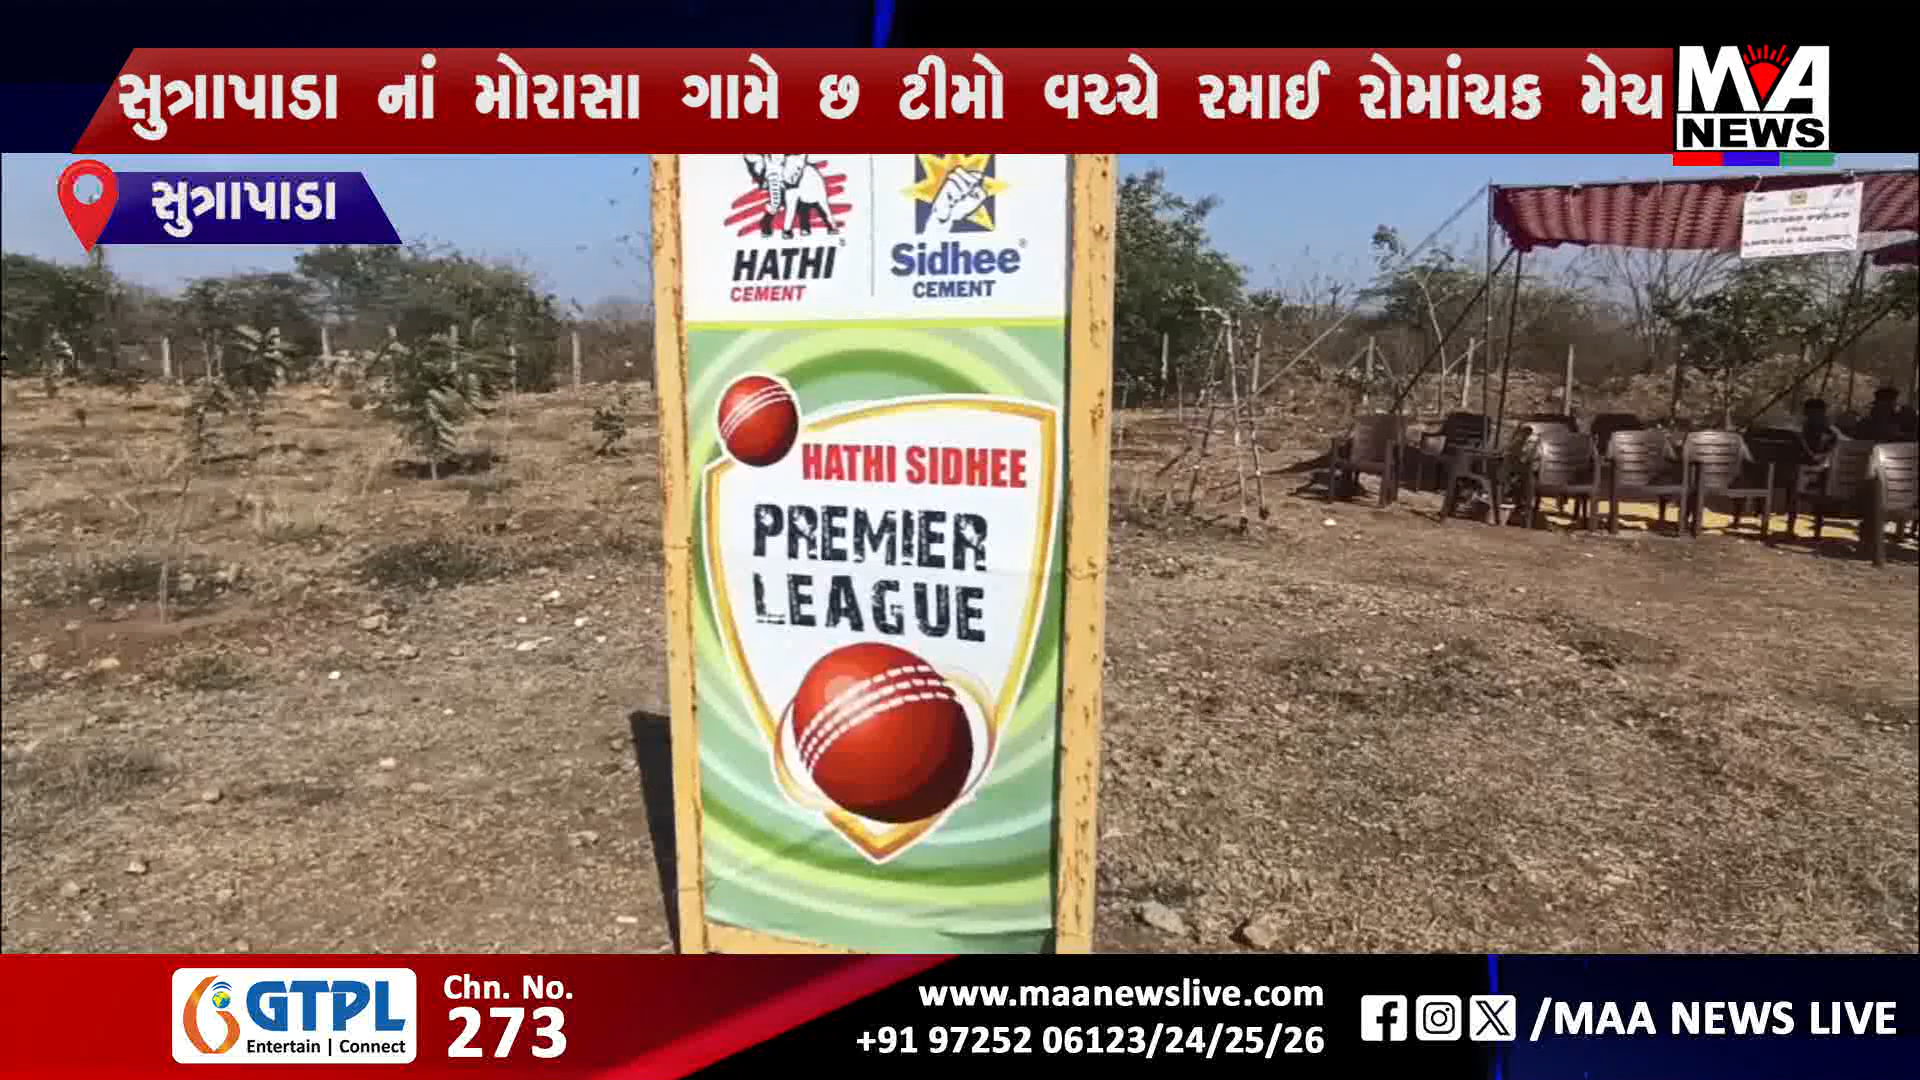 સુત્રાપાડા નાં મોરાસા ગામે છ ટીમો વચ્ચે રમાઈ રોમાંચક મેચ
MAA
NEWS
સુત્રાપાડા
HATHI
CEMENT
Sidhee
CEMENT
HATHI SIDHEE
PREMIER
LEAGUE
GTPL
Entertain | Connect
Chn. No.
273
www.maanewslive.com
+91 97252 06123/24/25/26
/MAA NEWS LIVE